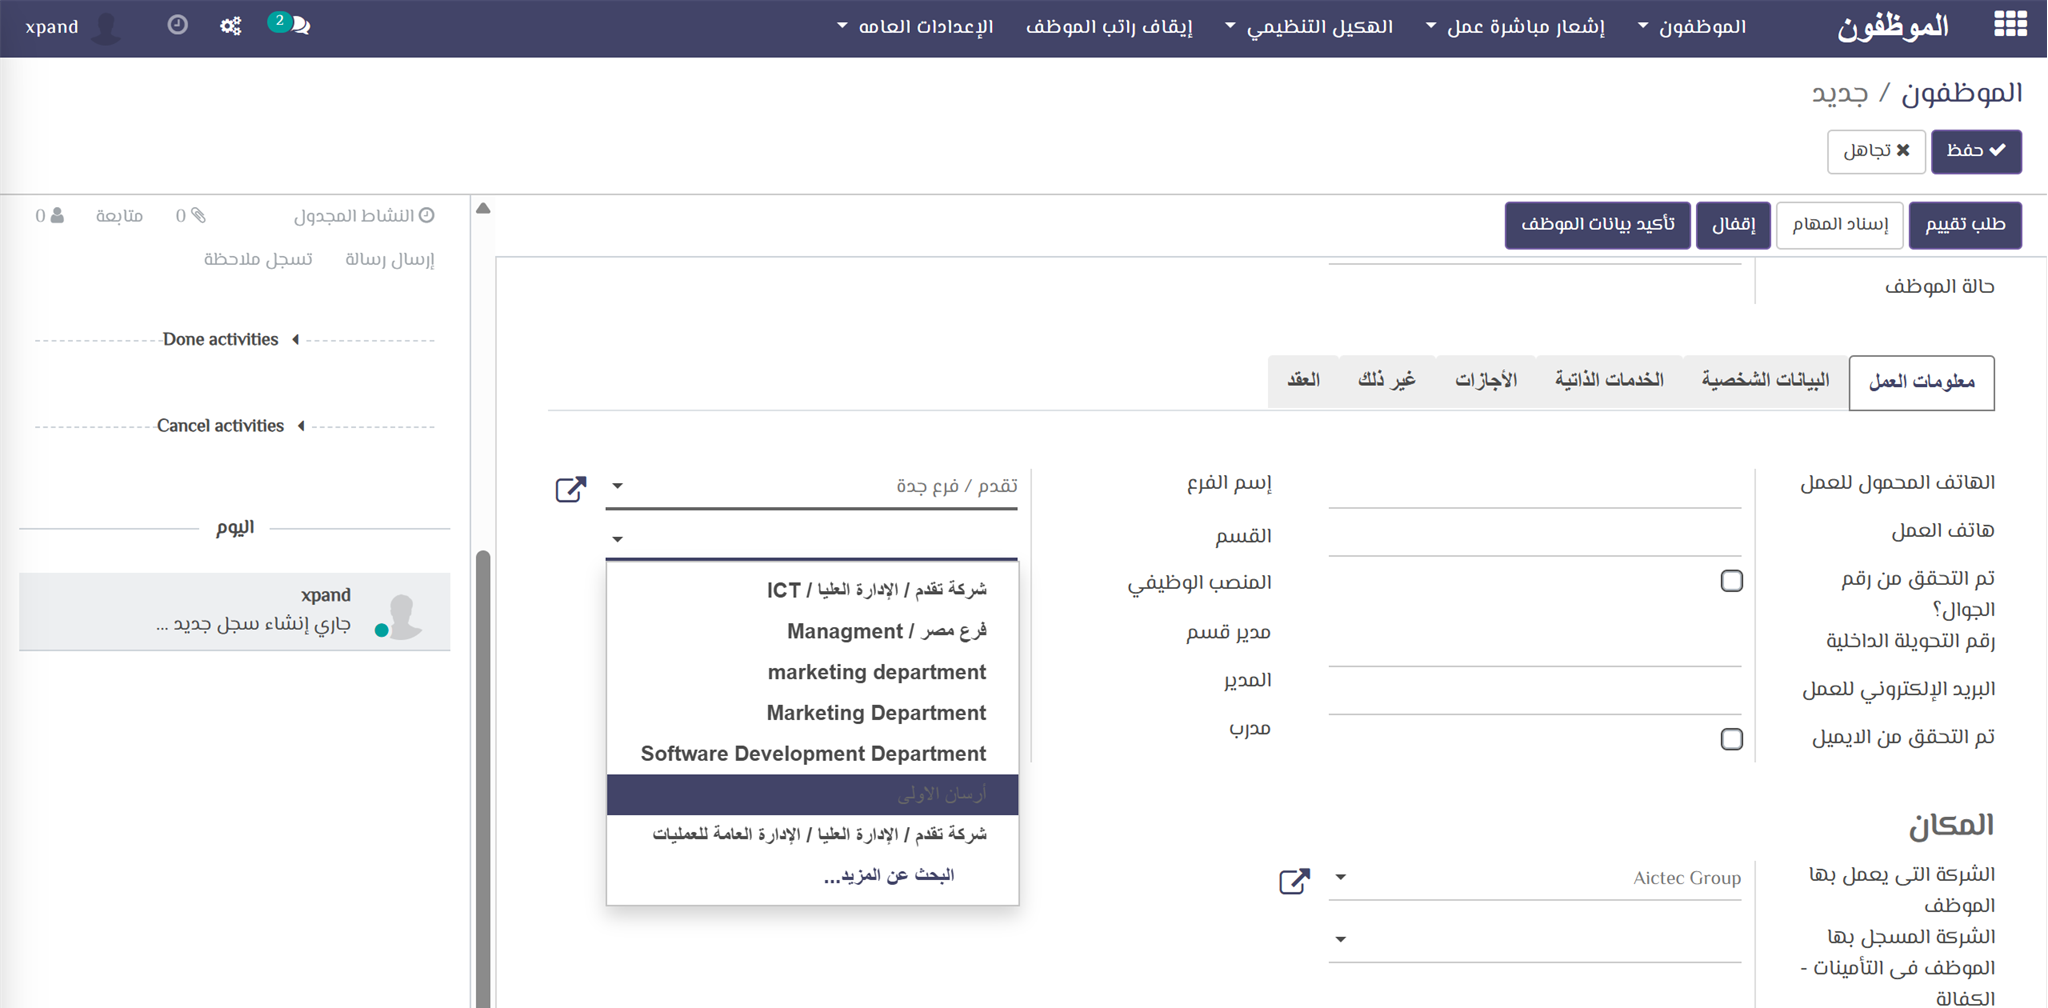 الموظفون
الموظفون
إشعار مباشرة عمل
الهكيل التنظيمي
إيقاف راتب الموظف
الإعدادات العامه
2
xpand
الموظفون / جديد
حفظ
تجاهل
طلب تقييم
إسناد المهام
إقفال
تأكيد بيانات الموظف
حالة الموظف
معلومات العمل
البيانات الشخصية
الخدمات الذاتية
الأجازات
غير ذلك
العقد
الهاتف المحمول للعمل
هاتف العمل
تم التحقق من رقم
الجوال؟
رقم التحويلة الداخلية
البريد الإلكتروني للعمل
تم التحقق من الايميل
إسم الفرع
تقدم / فرع جدة
القسم
المنصب الوظيفي
مدير قسم
المدير
مدرب
شركة تقدم / الإدارة العليا / ICT
فرع مصر / Managment
marketing department
Marketing Department
Software Development Department
أرسان الاولى
شركة تقدم / الإدارة العليا / الإدارة العامة للعمليات
البحث عن المزيد...
المكان
الشركة التى يعمل بها
الموظف
Aictec Group
الشركة المسجل بها
الموظف فى التأمينات -
الكفالة
النشاط المجدول
0
متابعة
0
إرسال رسالة
تسجل ملاحظة
Done activities
Cancel activities
اليوم
xpand
جاري إنشاء سجل جديد ...